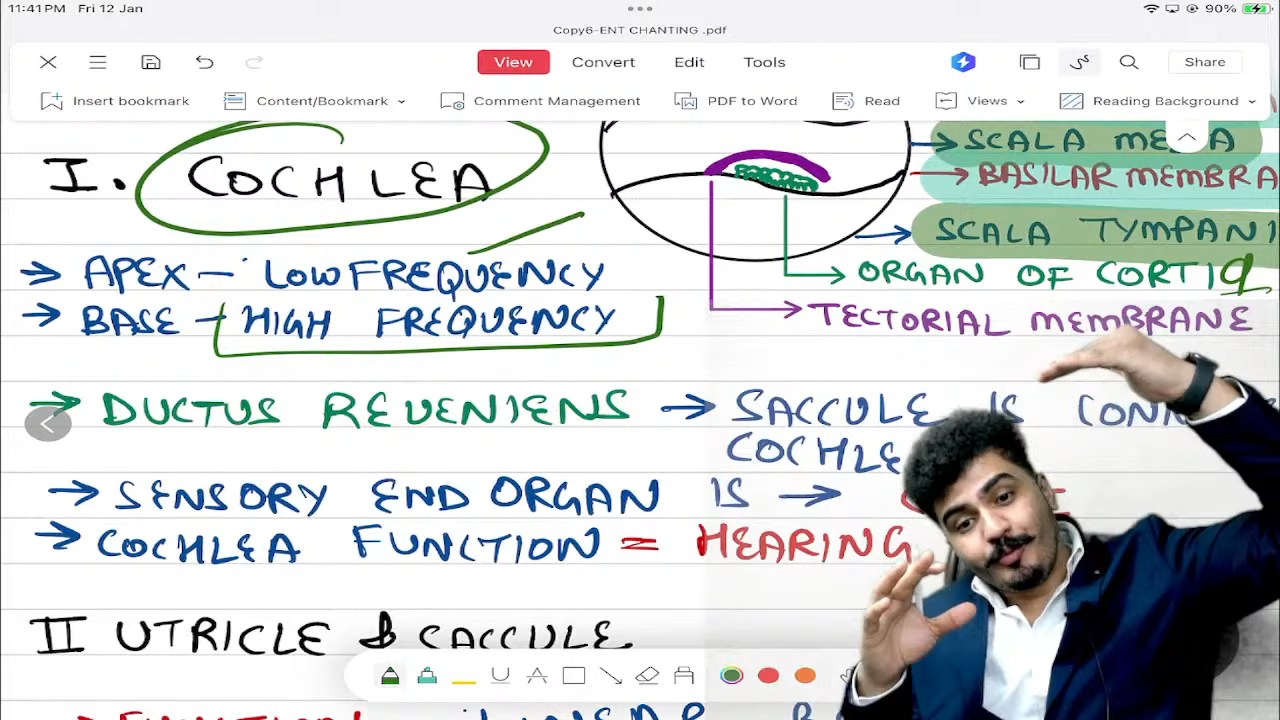 11:41 PM Fri 12 Jan
90%
Copy6-ENT CHANTING .pdf
View Convert Edit Tools
Share
Insert bookmark Content/Bookmark Comment Management PDF to Word Read Views Reading Background
I. COCHLEA
SCALA MEDIA
BASILAR MEMBRA
SCALA TYMPANI
ORGAN OF CORTI
TECTORIAL MEMBRANE
→ APEX – LOW FREQUENCY
→ BASE – HIGH FREQUENCY
→ DUCTUS REUENIENS → SACCULE IS
COCHLE
→ SENSORY END ORGAN IS →
→ COCHLEA FUNCTION = HEARING
II UTRICLE & SACCULE